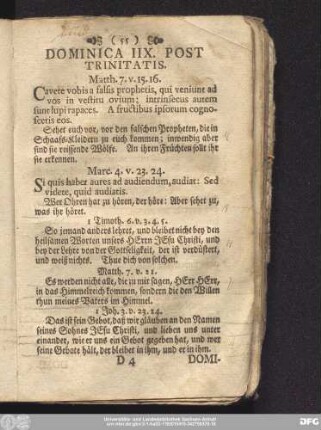 (55)
DOMINICA IIX. POST
TRINITATIS.
Matth. 7. v. 15. 16.
Cavete vobis a falsis prophetis, qui veniunt ad
vos in vestitu ovium; intrinsecus autem
sunt lupi rapaces. A fructibus ipsorum cogno-
scetis eos.
Sehet euch vor, vor den falschen Propheten, die in
Schaafs-Kleidern zu euch kommen; inwendig aber
sind sie reissende Wölfe. An ihren Früchten solt ihr
sie erkennen.
Marc. 4. v. 23. 24.
Si quis habet aures ad audiendum, audiat: Sed
videte, quid audiatis.
Wer Ohren hat zu hören, der höre: Aber sehet zu,
was ihr höret.
1 Timoth. 6. v. 3. 4. 5.
So jemand anders lehret, und bleibet nicht bey den
heilsamen Worten unsers HErrn JEsu Christi, und
bey der Lehre von der Gottseligkeit, der ist verdüstert,
und weiß nichts. Thue dich von solchen.
Matth. 7. v. 21.
Es werden nicht alle, die zu mir sagen, HErr HErr,
in das Himmelreich kommen, sondern die den Willen
thun meines Vaters im Himmel.
1 Joh. 3. v. 23. 24.
Das ist sein Gebot, daß wir gläuben an den Namen
seines Sohnes JEsu Christi, und lieben uns unter
einander, wie er uns ein Gebot gegeben hat, und wer
seine Gebote hält, der bleibet in ihm, und er in ihm.
D 4 DOMI-
Universitäts- und Landesbibliothek Sachsen-Anhalt
DFG